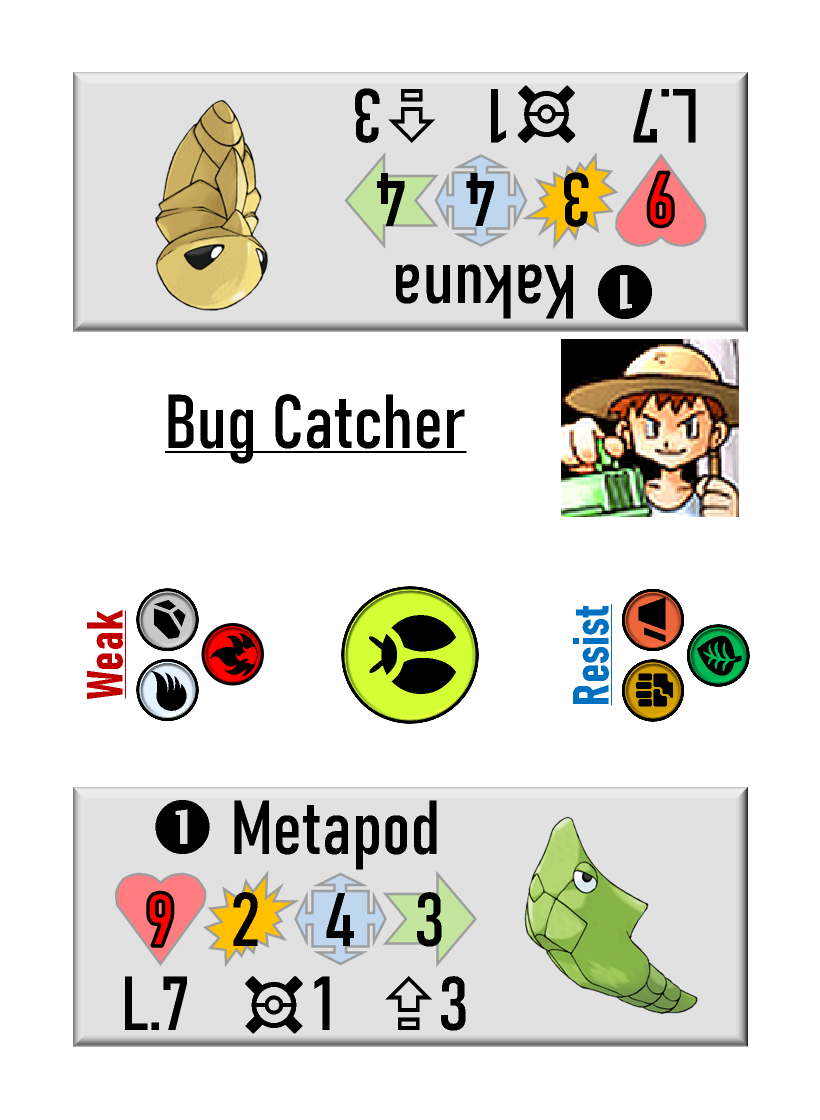 1 Kakuna
9 3 4 4
L.7 1 3
Bug Catcher
Weak
Resist
1 Metapod
9 2 4 3
L.7 1 3